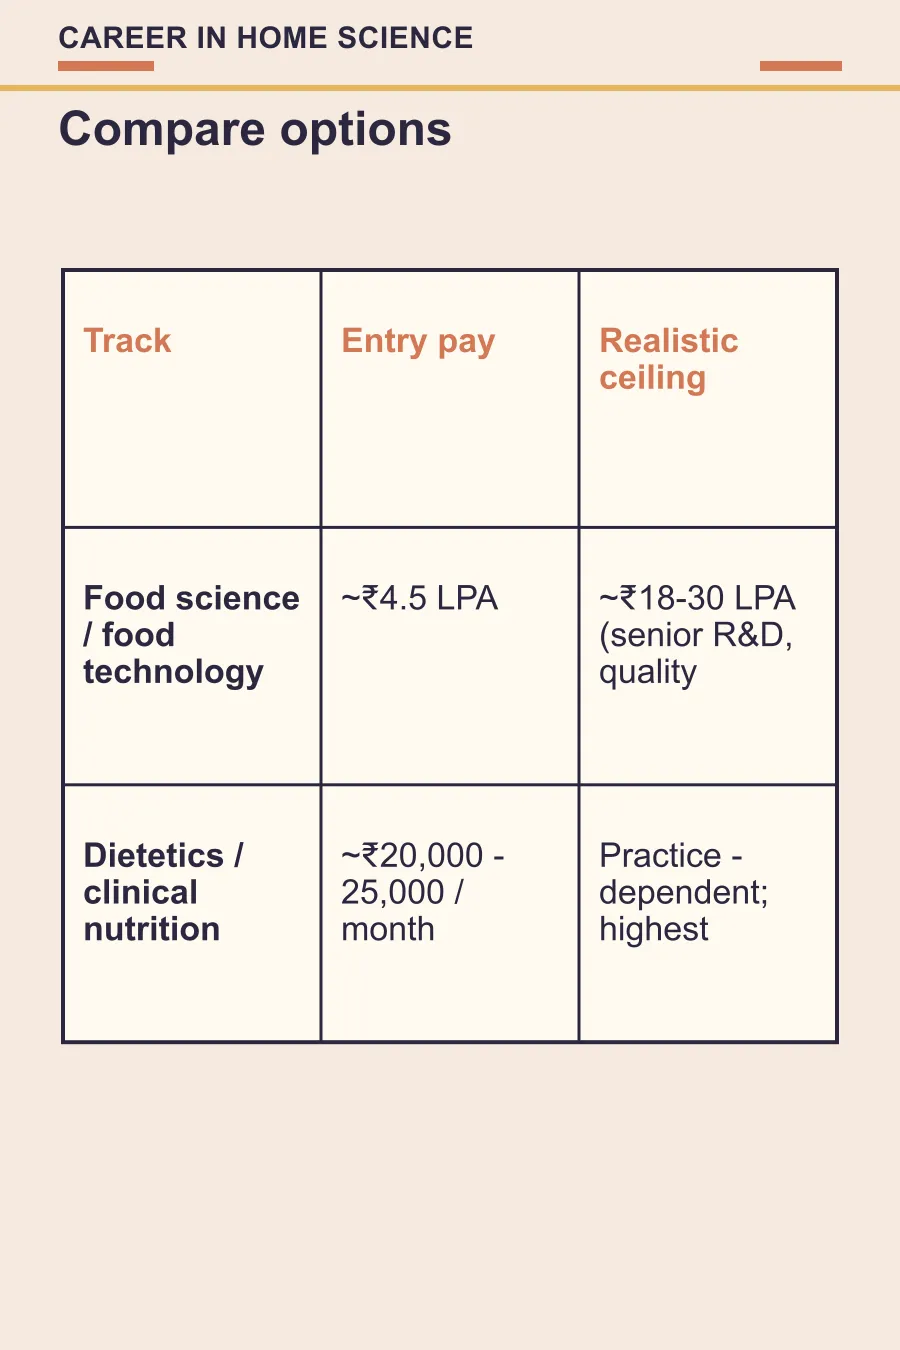 CAREER IN HOME SCIENCE
Compare options
Track
Entry pay
Realistic
ceiling
Food science
/ food
technology
~₹4.5 LPA
~₹18-30 LPA
(senior R&D,
quality
Dietetics /
clinical
nutrition
~₹20,000 -
25,000 /
month
Practice -
dependent;
highest